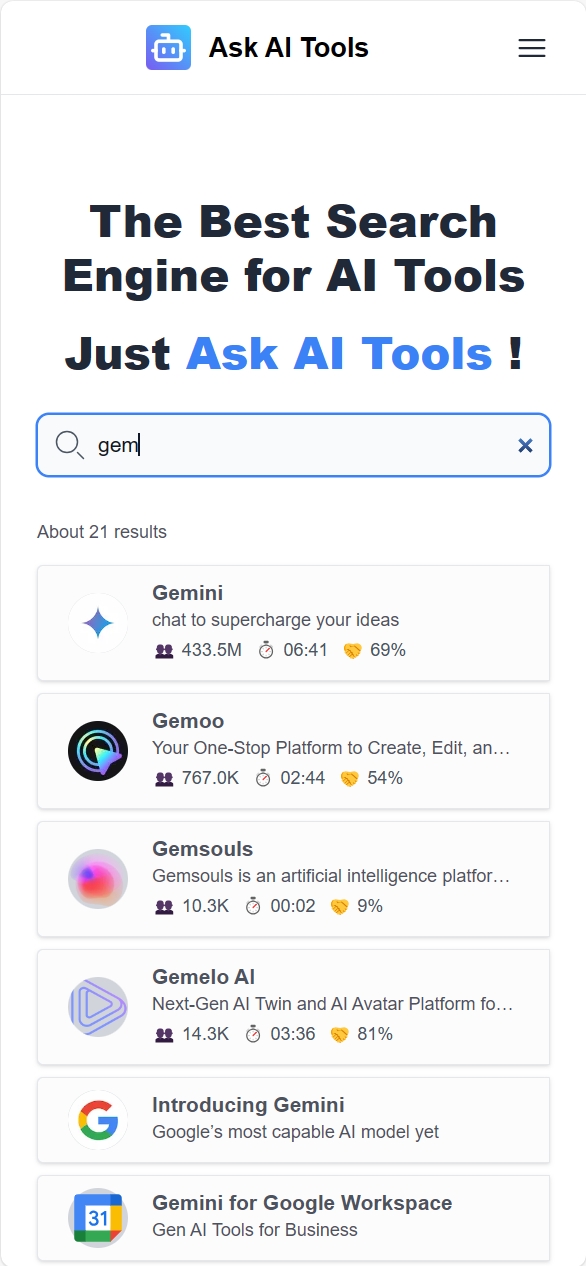 Ask AI Tools
The Best Search
Engine for AI Tools
Just Ask AI Tools !
gem
About 21 results
Gemini
chat to supercharge your ideas
433.5M 06:41 69%
Gemoo
Your One-Stop Platform to Create, Edit, an…
767.0K 02:44 54%
Gemsouls
Gemsouls is an artificial intelligence platfor…
10.3K 00:02 9%
Gemelo AI
Next-Gen AI Twin and AI Avatar Platform fo…
14.3K 03:36 81%
Introducing Gemini
Google’s most capable AI model yet
31
Gemini for Google Workspace
Gen AI Tools for Business